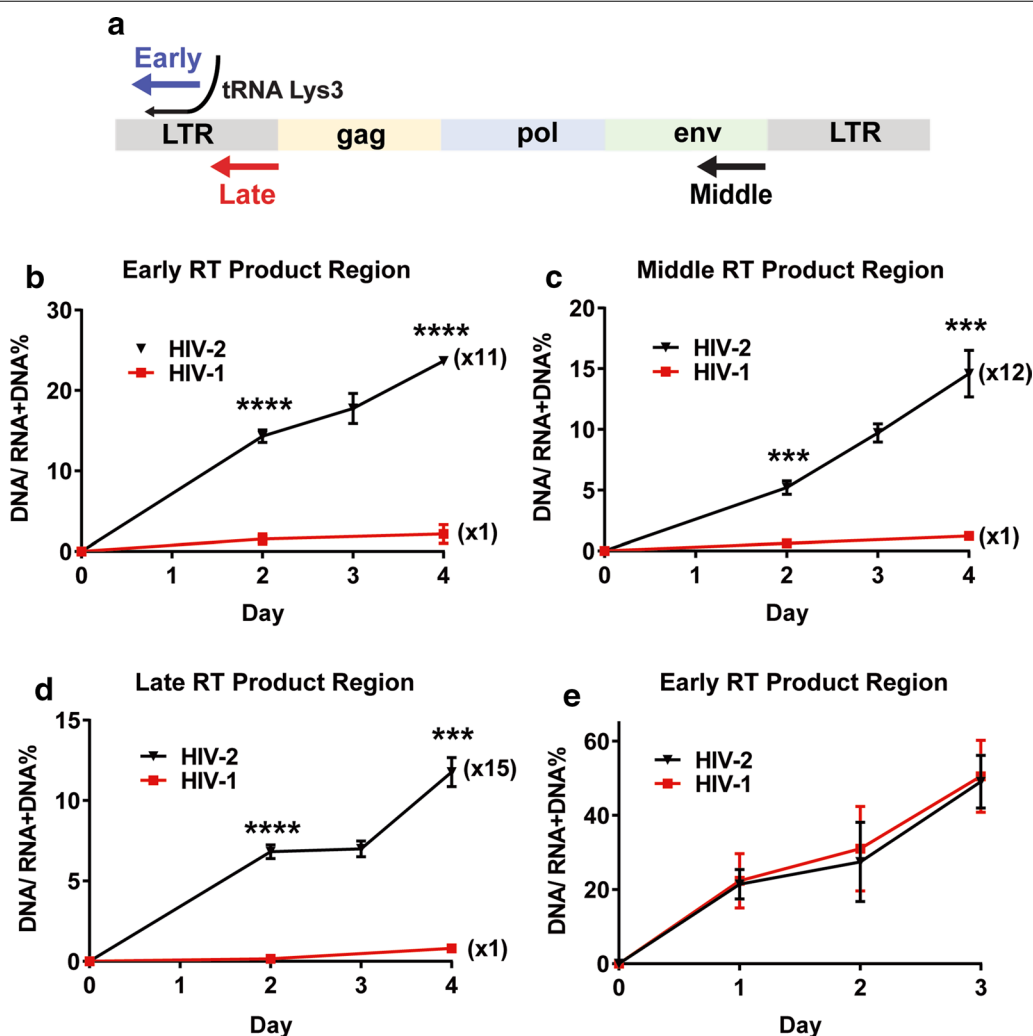 a
Early
tRNA Lys3
LTR gag pol env LTR
Late Middle
b Early RT Product Region
DNA/ RNA+DNA%
30
20
10
0
HIV-2
HIV-1
****
****
(x11)
(x1)
0 1 2 3 4
Day
c Middle RT Product Region
DNA/ RNA+DNA%
20
15
10
5
0
HIV-2
HIV-1
***
***
(x12)
(x1)
0 1 2 3 4
Day
d Late RT Product Region
DNA/ RNA+DNA%
15
10
5
0
HIV-2
HIV-1
****
***
(x15)
(x1)
0 1 2 3 4
Day
e Early RT Product Region
DNA/ RNA+DNA%
60
40
20
0
HIV-2
HIV-1
0 1 2 3
Day